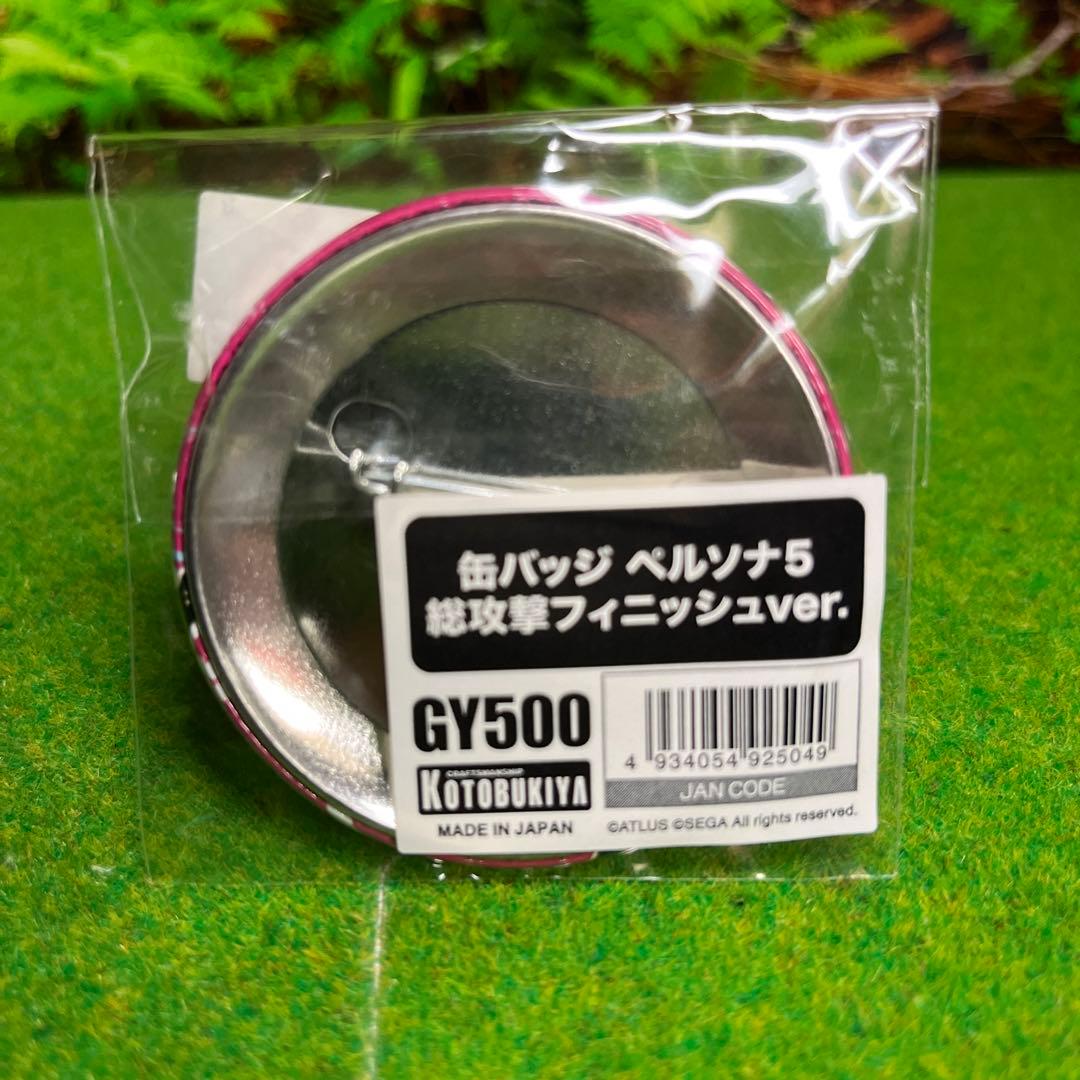 缶バッジ ペルソナ5
総攻撃フィニッシュver.
GY500
CRAFTSMANSHIP
KOTOBUKIYA
MADE IN JAPAN
4 934054 925049
JAN CODE
©ATLUS ©SEGA All rights reserved.